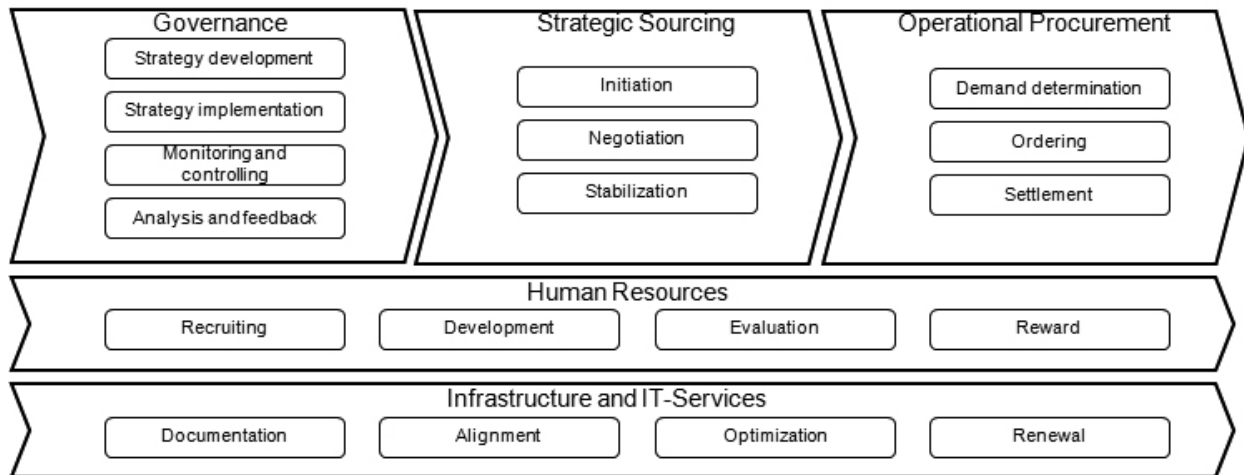 Governance
Strategy development
Strategy implementation
Monitoring and
controlling
Analysis and feedback
Strategic Sourcing
Initiation
Negotiation
Stabilization
Operational Procurement
Demand determination
Ordering
Settlement
Human Resources
Recruiting
Development
Evaluation
Reward
Infrastructure and IT-Services
Documentation
Alignment
Optimization
Renewal